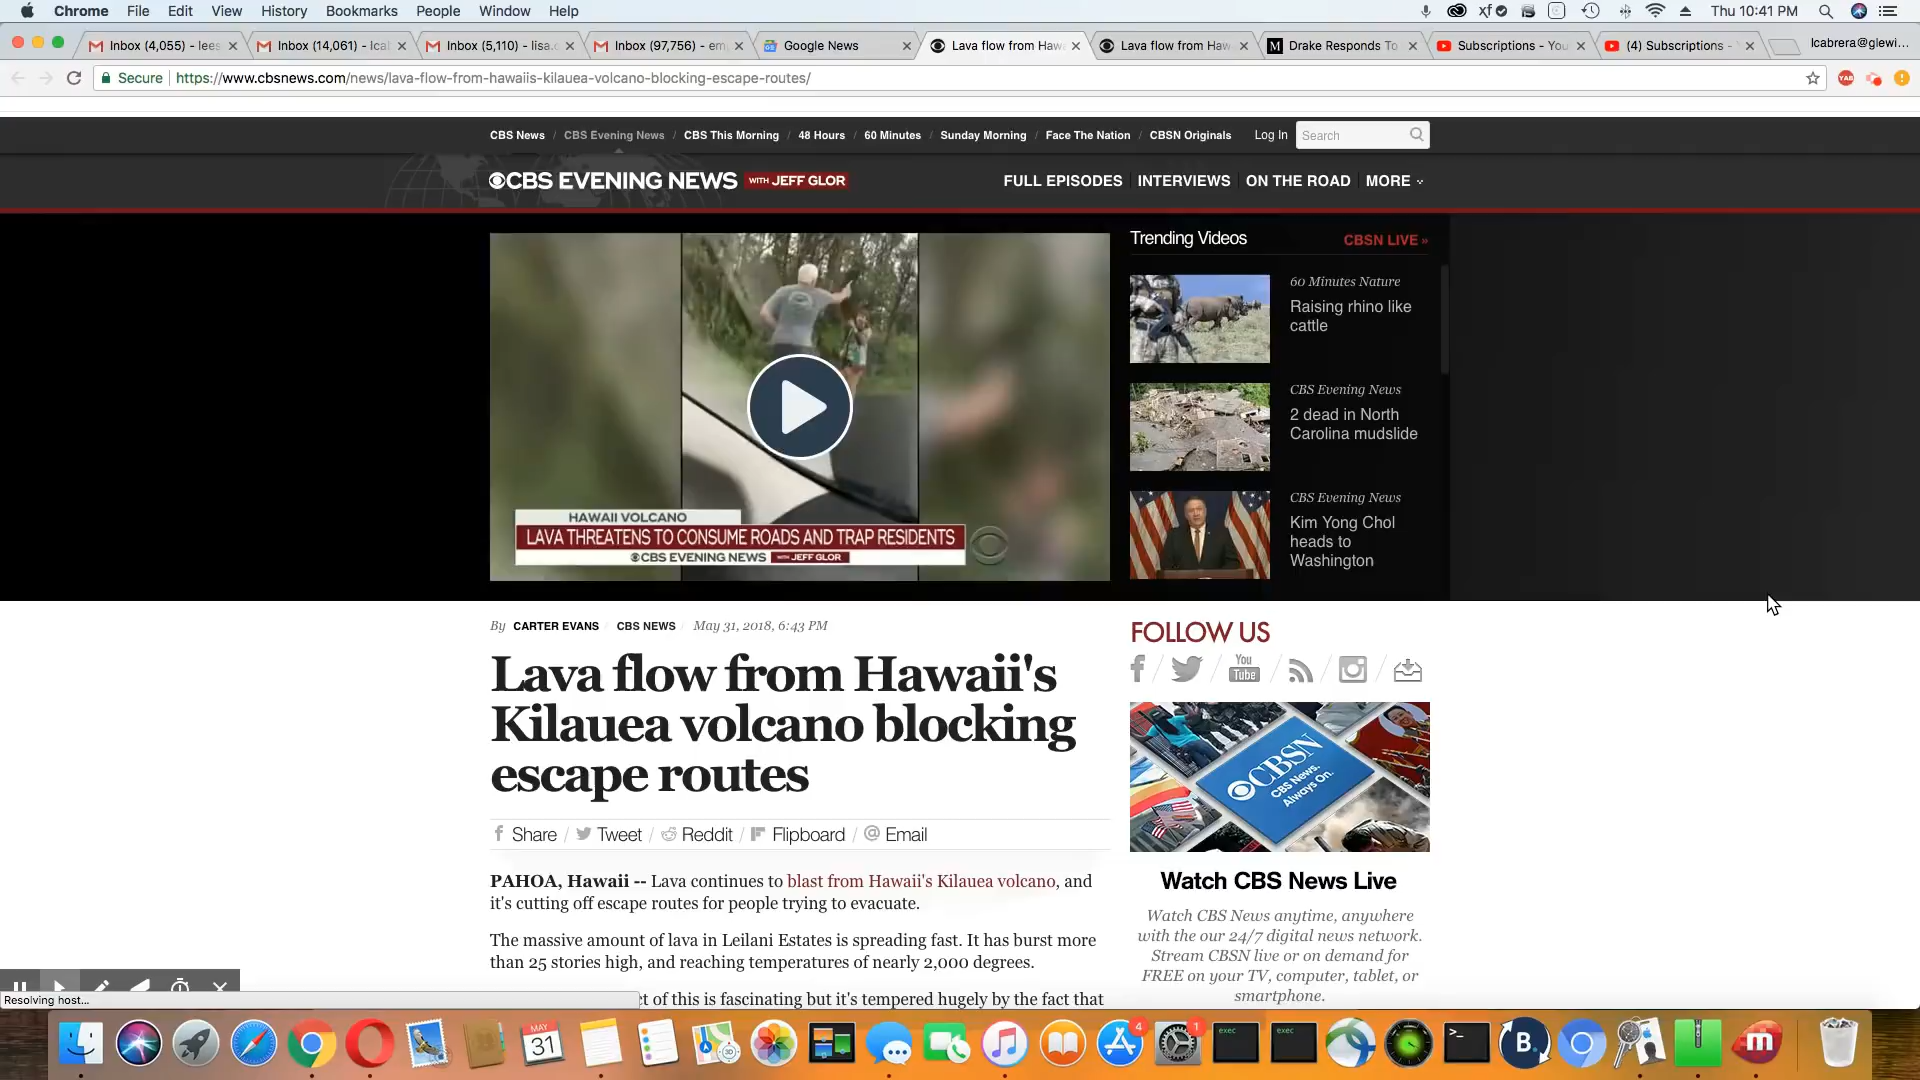 Chrome File Edit View History Bookmarks People Window Help
Thu 10:41 PM
Inbox (4,055) - lees
Inbox (14,061) - lca
Inbox (5,110) - lisa.c
Inbox (97,756) - em
Google News
Lava flow from Haw
Lava flow from Haw
Drake Responds To
Subscriptions - You
(4) Subscriptions -
lcabrera@glewi...
Secure https://www.cbsnews.com/news/lava-flow-from-hawaiis-kilauea-volcano-blocking-escape-routes/
CBS News / CBS Evening News / CBS This Morning / 48 Hours / 60 Minutes / Sunday Morning / Face The Nation / CBSN Originals
Log In Search
CBS EVENING NEWS WITH JEFF GLOR
FULL EPISODES INTERVIEWS ON THE ROAD MORE
Trending Videos CBSN LIVE »
60 Minutes Nature
Raising rhino like
cattle
CBS Evening News
2 dead in North
Carolina mudslide
CBS Evening News
Kim Yong Chol
heads to
Washington
HAWAII VOLCANO
LAVA THREATENS TO CONSUME ROADS AND TRAP RESIDENTS
CBS EVENING NEWS WITH JEFF GLOR
By CARTER EVANS / CBS NEWS / May 31, 2018, 6:43 PM
Lava flow from Hawaii's
Kilauea volcano blocking
escape routes
Share / Tweet / Reddit / Flipboard / Email
PAHOA, Hawaii -- Lava continues to blast from Hawaii's Kilauea volcano, and
it's cutting off escape routes for people trying to evacuate.
The massive amount of lava in Leilani Estates is spreading fast. It has burst more
than 25 stories high, and reaching temperatures of nearly 2,000 degrees.
t of this is fascinating but it's tempered hugely by the fact that
FOLLOW US
You
Tube
CBSN
CBS News.
Always On.
Watch CBS News Live
Watch CBS News anytime, anywhere
with the our 24/7 digital news network.
Stream CBSN live or on demand for
FREE on your TV, computer, tablet, or
smartphone.
Resolving host...
MAY
31
3D
4
1
exec
exec
B.
m